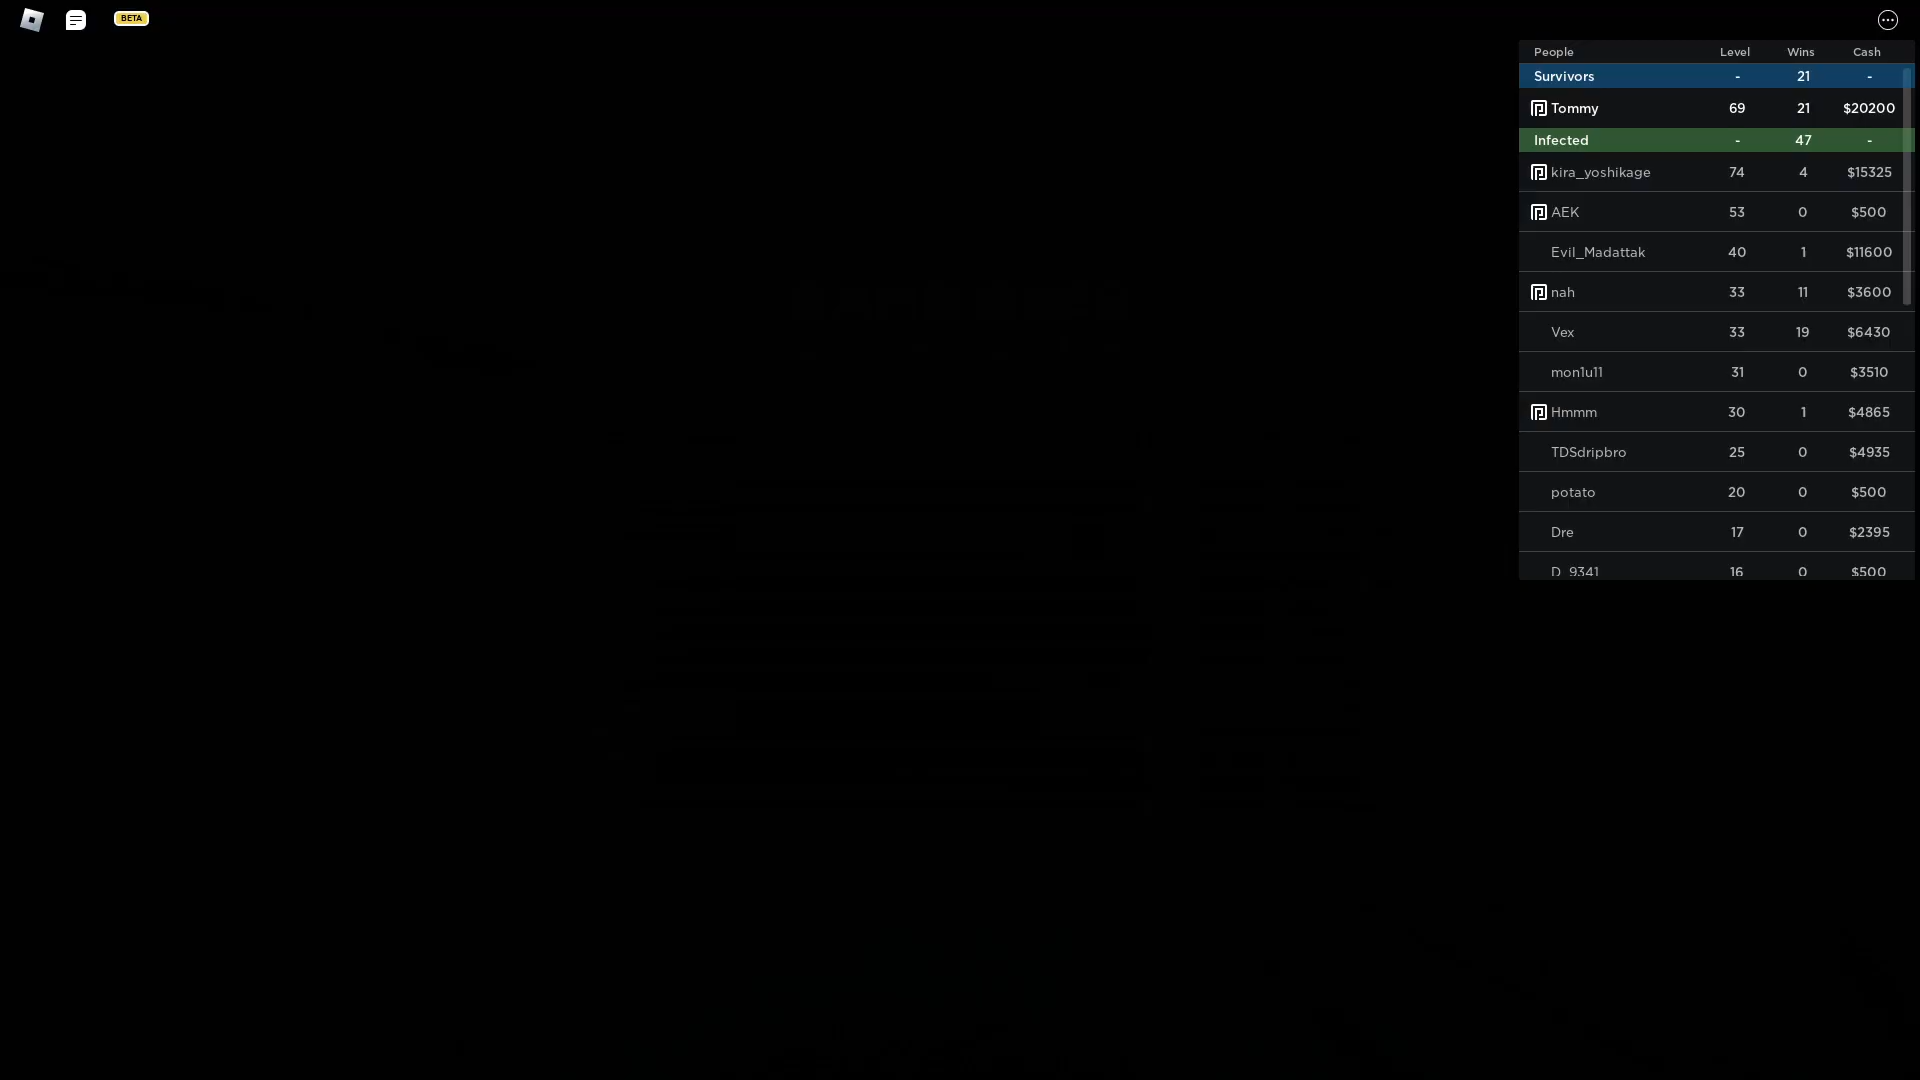 BETA
People Level Wins Cash
Survivors - 21 -
Tommy 69 21 $20200
Infected - 47 -
kira_yoshikage 74 4 $15325
AEK 53 0 $500
Evil_Madattak 40 1 $11600
nah 33 11 $3600
Vex 33 19 $6430
mon1u11 31 0 $3510
Hmmm 30 1 $4865
TDSdripbro 25 0 $4935
potato 20 0 $500
Dre 17 0 $2395
D_9341 16 0 $500